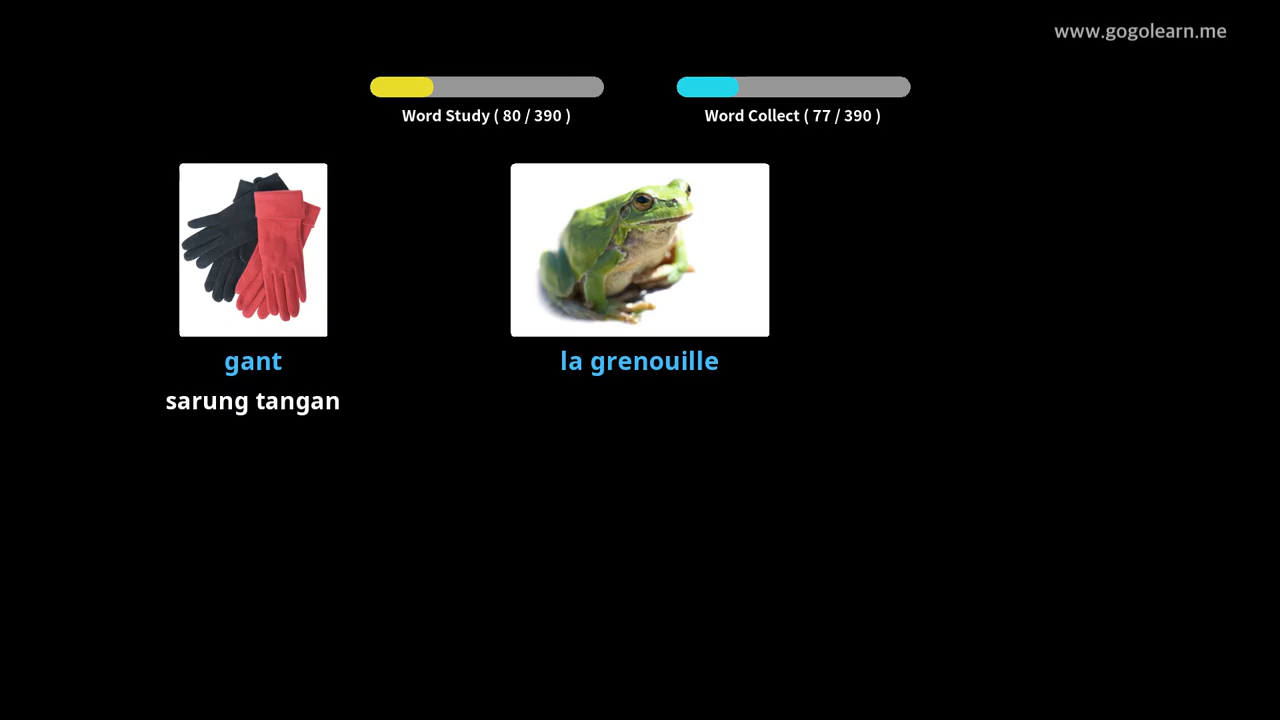 www.gogolearn.me
Word Study ( 80 / 390 )
Word Collect ( 77 / 390 )
gant
la grenouille
sarung tangan